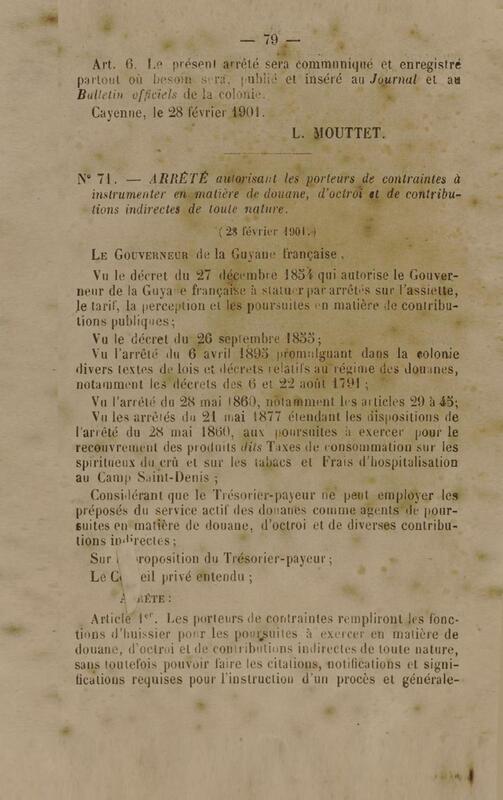 — 79 —
Art. 6. Le présent arrêté sera communiqué et enregistré
partout où besoin sera, publié et inséré au Journal et au
Bulletin officiels de la colonie.
Cayenne, le 28 février 1901.
L. MOUTTET.
N° 71. — ARRÊTÉ autorisant les porteurs de contraintes à
instrumenter en matière de douane, d'octroi et de contribu-
tions indirectes de toute nature.
(28 février 1901.)
LE GOUVERNEUR de la Guyane française,
Vu le décret du 27 décembre 1854 qui autorise le Gouver-
neur de la Guyane française à statuer par arrêtés sur l'assiette,
le tarif, la perception et les poursuites en matière de contribu-
tions publiques;
Vu le décret du 26 septembre 1855;
Vu l'arrêté du 6 avril 1895 promulguant dans la colonie
divers textes de lois et décrets relatifs au régime des douanes,
notamment les décrets des 6 et 22 août 1791;
Vu l'arrêté du 28 mai 1860, notamment les articles 29 à 45;
Vu les arrêtés du 21 mai 1877 étendant les dispositions de
l'arrêté du 28 mai 1860, aux poursuites à exercer pour le
recouvrement des produits dits Taxes de consommation sur les
spiritueux du crû et sur les tabacs et Frais d'hospitalisation
au Camp Saint-Denis;
Considérant que le Trésorier-payeur ne peut employer les
préposés du service actif des douanes comme agents de pour-
suites en matière de douane, d'octroi et de diverses contribu-
tions indirectes;
Sur roposition du Trésorier-payeur;
Le C eil privé entendu;
A RÊTE:
Article 1er. Les porteurs de contraintes rempliront les fonc-
tions d'huissier pour les poursuites à exercer en matière de
douane, d'octroi et de contributions indirectes de toute nature,
sans toutefois pouvoir faire les citations, notifications et signi-
fications requises pour l'instruction d'un procès et générale-